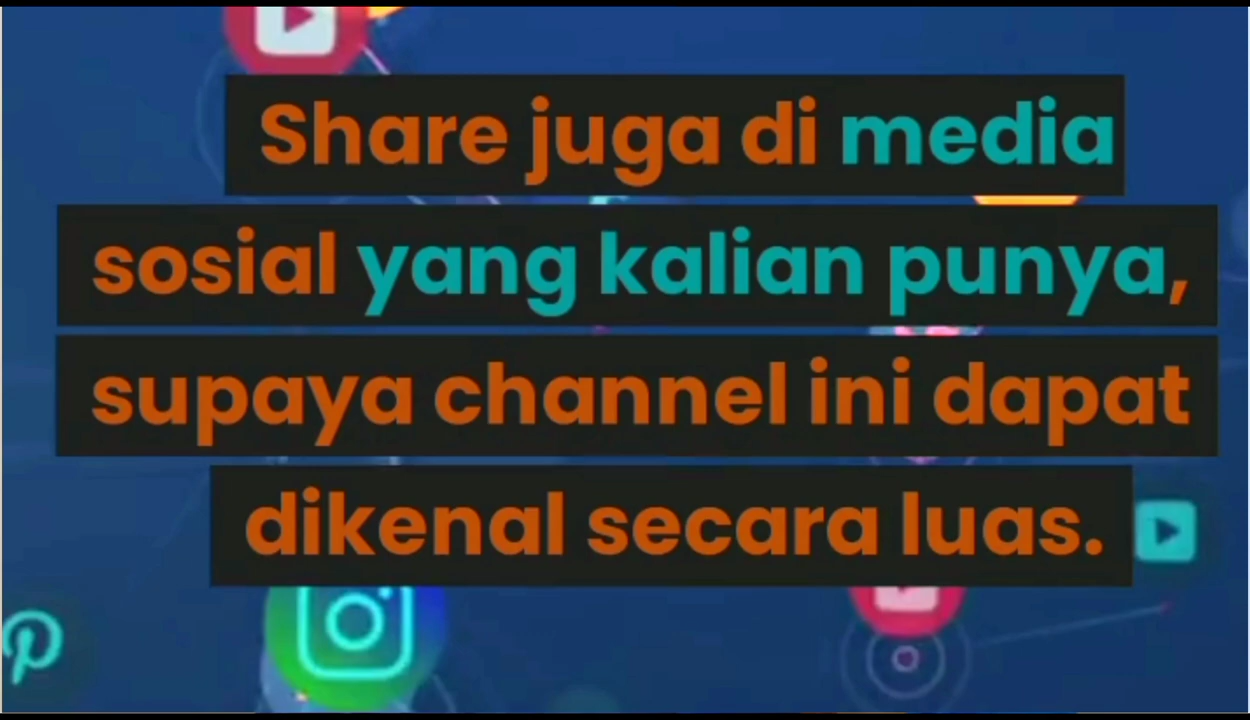 Share juga di media
sosial yang kalian punya,
supaya channel ini dapat
dikenal secara luas.